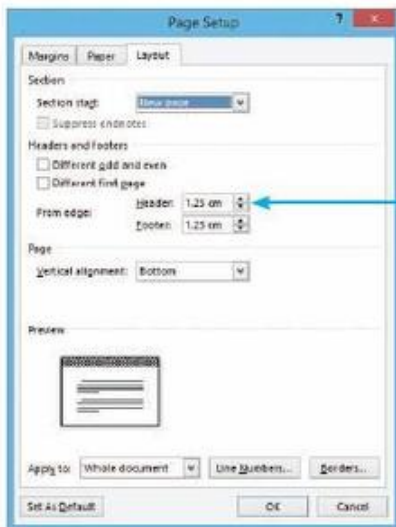 Page Setup ?
Margins Paper Layout
Section
Section start: New page
Suppress endnotes
Headers and footers
Different odd and even
Different first page
From edge: Header: 1.25 cm
Footer: 1.25 cm
Page
Vertical alignment: Bottom
Preview
Apply to: Whole document Line Numbers... Borders...
Set As Default OK Cancel